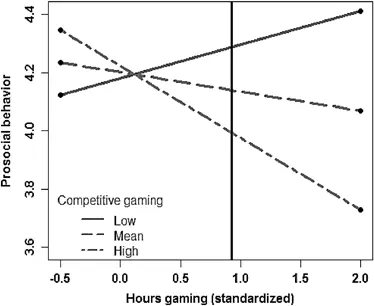 4.4
4.2
4.0
3.8
3.6
Prosocial behavior
Competitive gaming
Low
Mean
High
-0.5 0.0 0.5 1.0 1.5 2.0
Hours gaming (standardized)